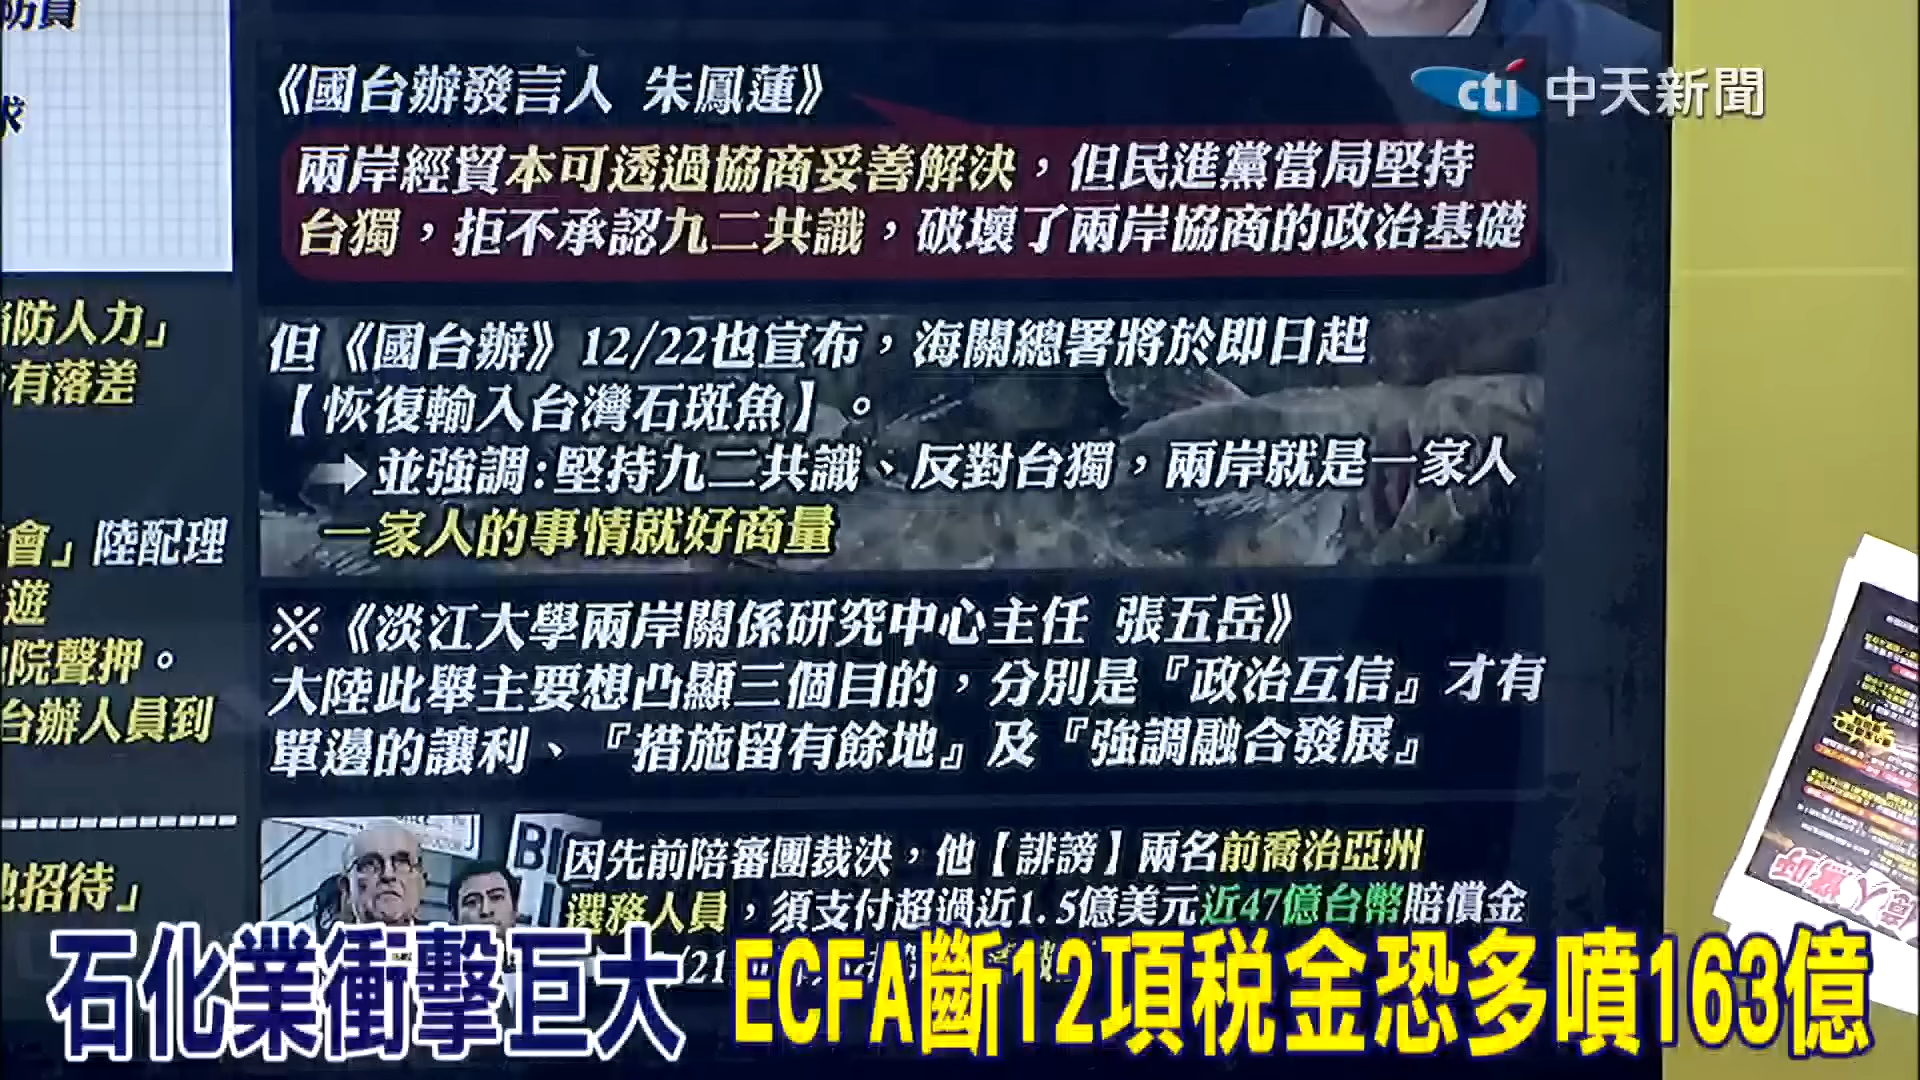 防員
求
消防人力」
有落差
會」陸配理
遊
院聲押。
台辦人員到
地招待」
cti 中天新聞
《國台辦發言人 朱鳳蓮》
兩岸經貿本可透過協商妥善解決，但民進黨當局堅持
台獨，拒不承認九二共識，破壞了兩岸協商的政治基礎
但《國台辦》12/22也宣布，海關總署將於即日起
【恢復輸入台灣石斑魚】。
➔並強調:堅持九二共識、反對台獨，兩岸就是一家人
一家人的事情就好商量
※《淡江大學兩岸關係研究中心主任 張五岳》
大陸此舉主要想凸顯三個目的，分別是『政治互信』才有
單邊的讓利、『措施留有餘地』及『強調融合發展』
因先前陪審團裁決，他【誹謗】兩名前喬治亞州
選務人員，須支付超過近1.5億美元近47億台幣賠償金
石化業衝擊巨大 ECFA斷12項税金恐多噴163億